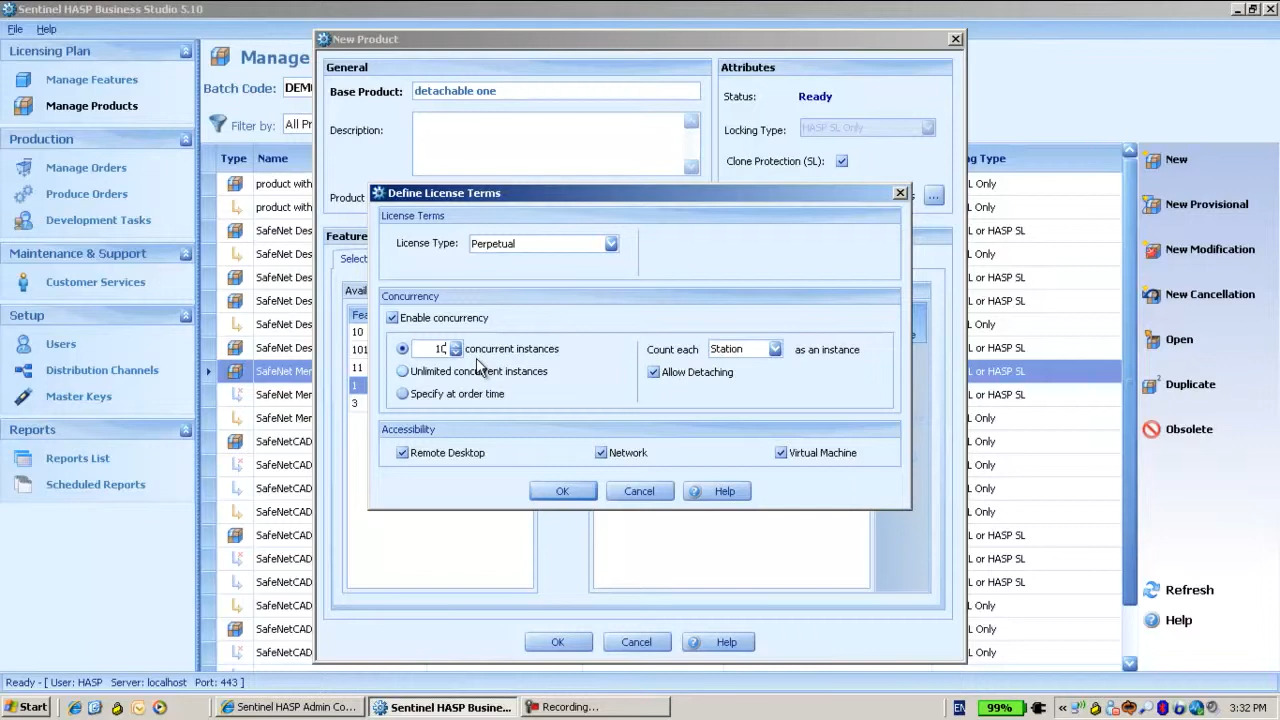 Sentinel HASP Business Studio 5.10
File Help
Licensing Plan
Manage Features
Manage Products
Production
Manage Orders
Produce Orders
Development Tasks
Maintenance & Support
Customer Services
Setup
Users
Distribution Channels
Master Keys
Reports
Reports List
Scheduled Reports
Manage
Batch Code: DEM
Filter by: All Pr
Type Name
product with
product with
SafeNet Des
SafeNet Des
SafeNet Des
SafeNet Des
SafeNet Des
SafeNet Des
SafeNet Mer
SafeNet Mer
SafeNet Mer
SafeNetCAD
SafeNetCAD
SafeNetCAD
SafeNetCAD
SafeNetCAD
SafeNetCAD
SafeNetCAD
SafeNetCAD
SafeNetCAD
SafeNetCAD
New Product
General
Base Product: detachable one
Description:
Product
Attributes
Status: Ready
Locking Type: HASP SL Only
Clone Protection (SL):
...
Feature
Select
Avail
Fea
10
101
11
1
3
Define License Terms
License Terms
License Type: Perpetual
Concurrency
Enable concurrency
10 concurrent instances
Count each Station as an instance
Unlimited concurrent instances
Allow Detaching
Specify at order time
Accessibility
Remote Desktop Network Virtual Machine
OK Cancel Help
OK Cancel Help
ing Type
L Only
L Only
L or HASP SL
L Only
L or HASP SL
L or HASP SL
L Only
L or HASP SL
L or HASP SL
L Only
L Only
L or HASP SL
L Only
L Only
L Only
L or HASP SL
L or HASP SL
L or HASP SL
L Only
L Only
L Only
New
New Provisional
New Modification
New Cancellation
Open
Duplicate
Obsolete
Refresh
Help
Ready - [ User: HASP Server: localhost Port: 443 ]
Start
Sentinel HASP Admin Co...
Sentinel HASP Busine...
Recording...
EN
99%
3:32 PM